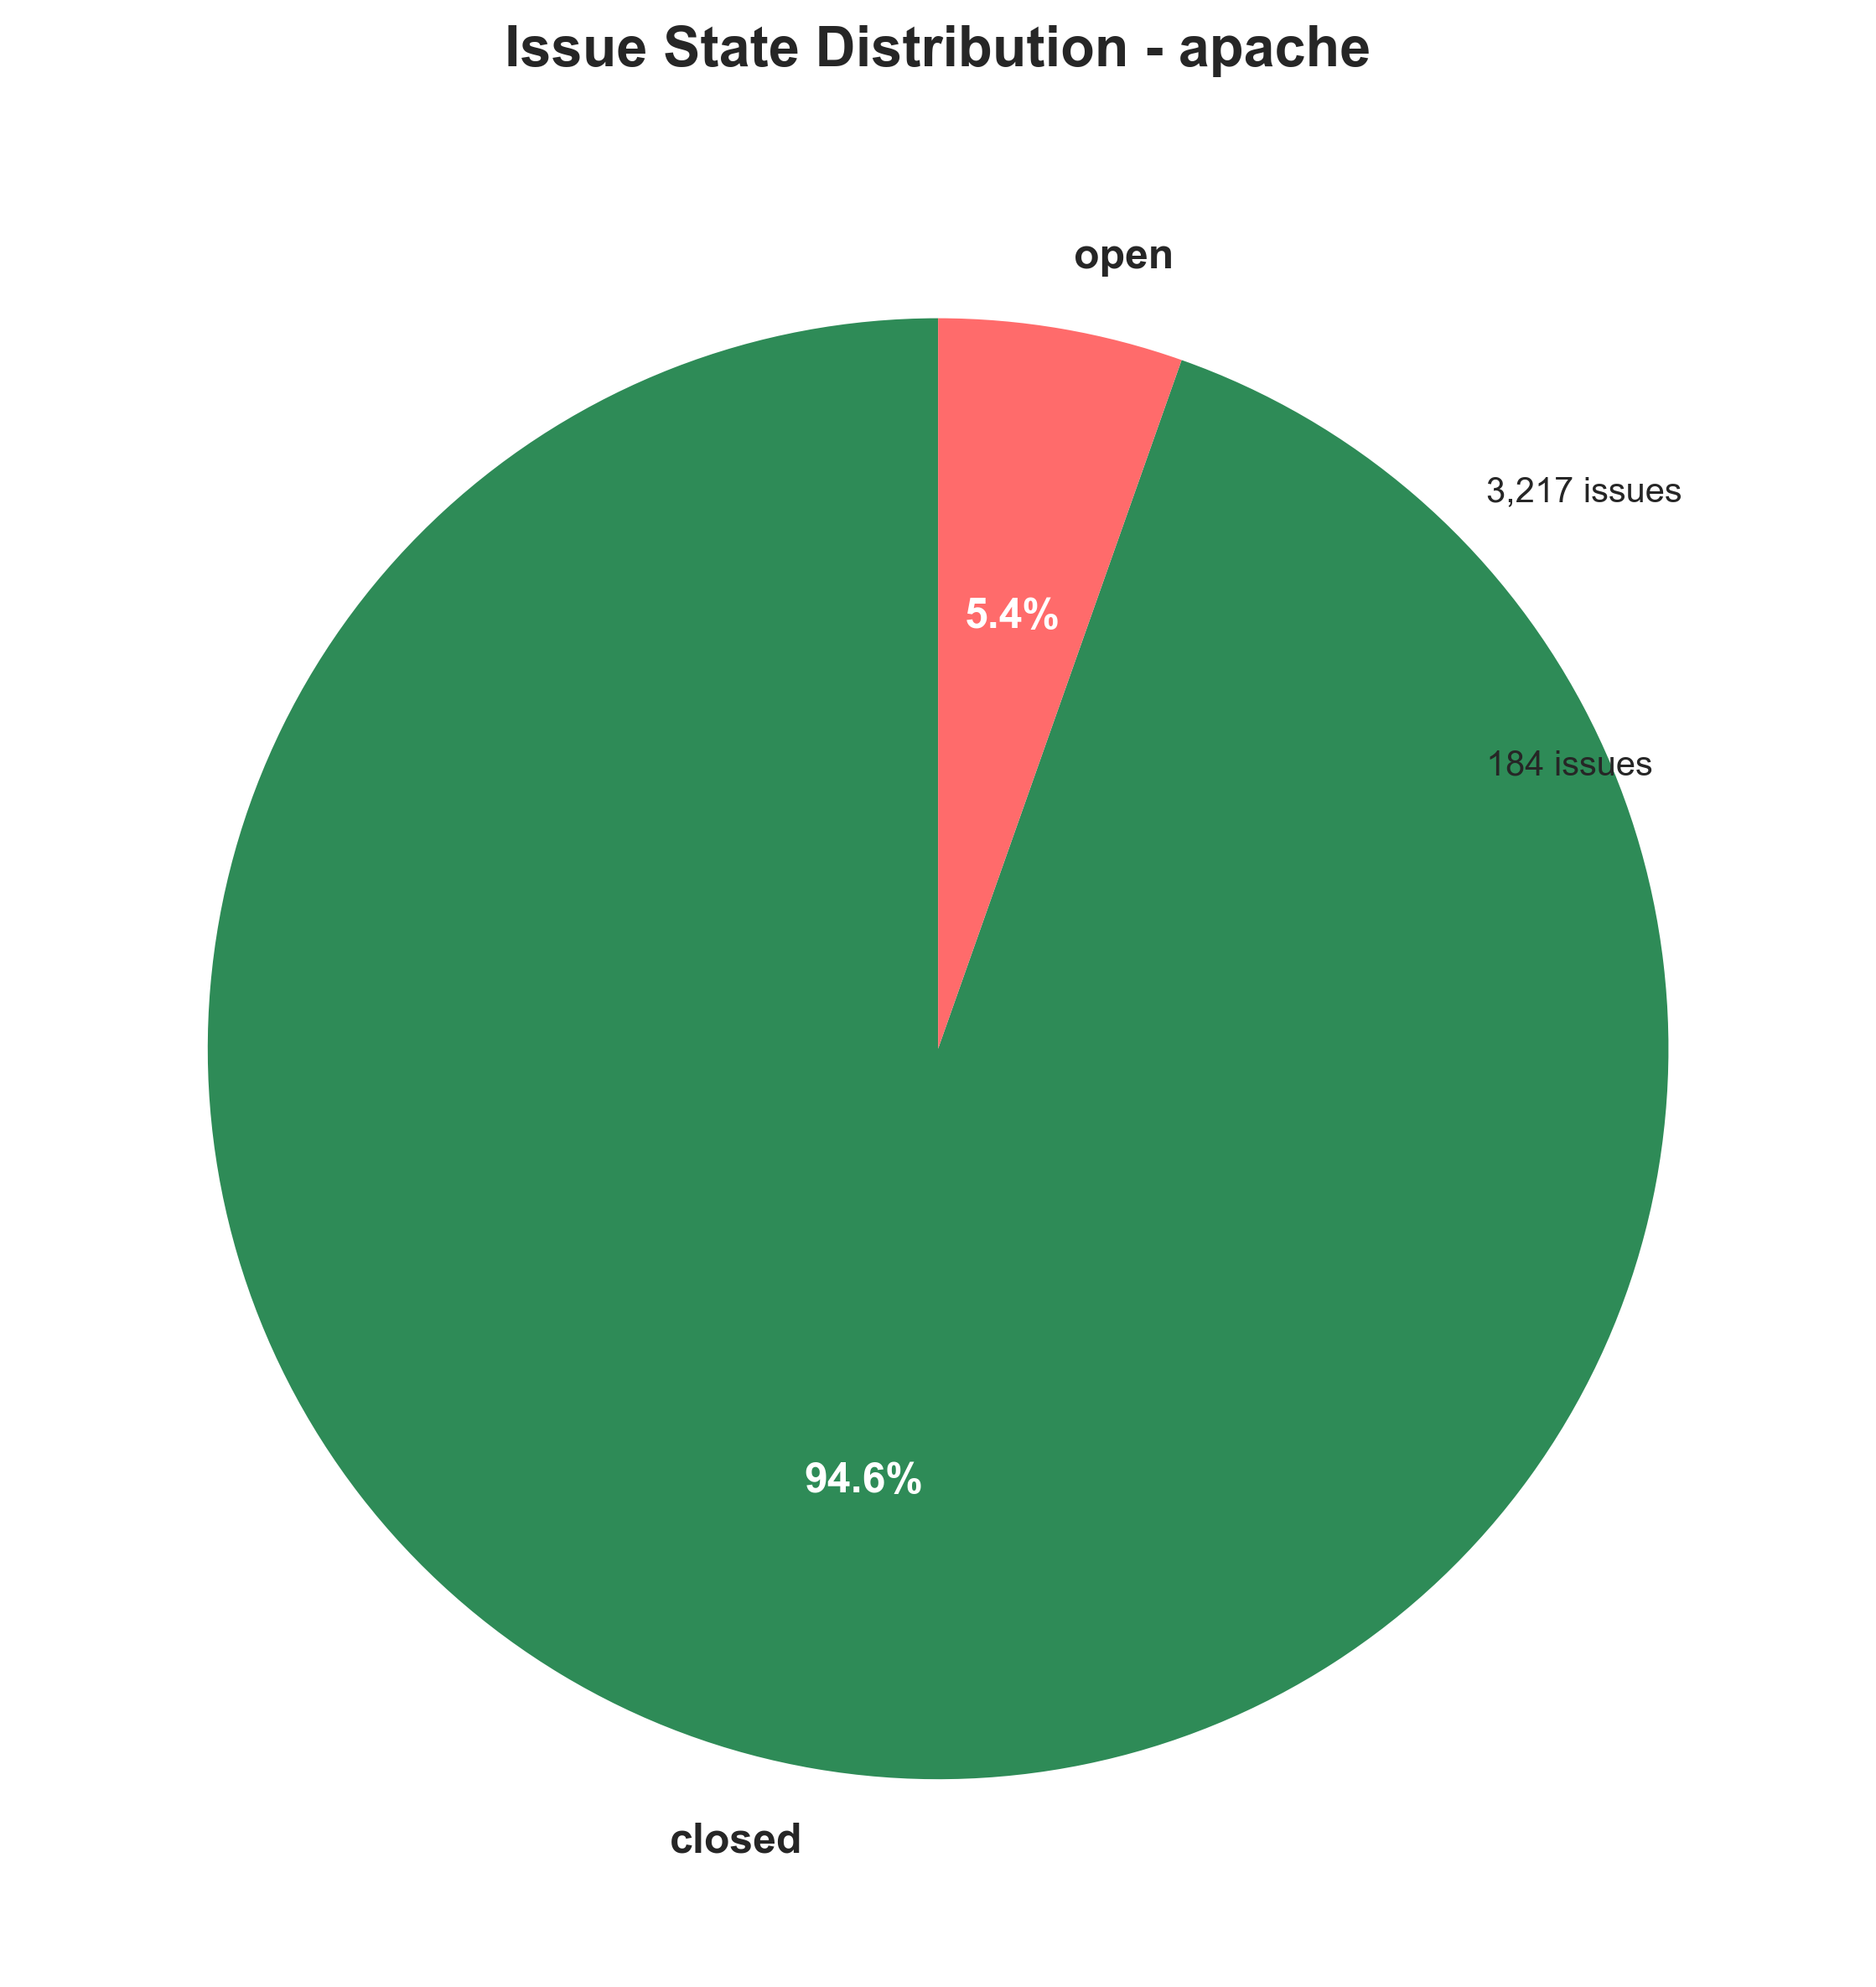 Issue State Distribution - apache
open
3,217 issues
5.4%
184 issues
94.6%
closed